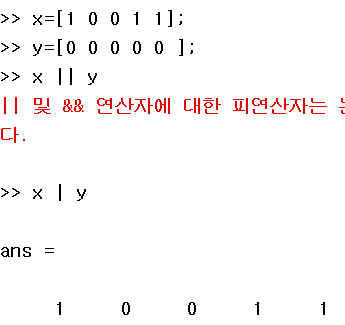 >> x=[1 0 0 1 1];
>> y=[0 0 0 0 0 ];
>> x || y
|| 및 && 연산자에 대한 피연산자는
다.
>> x | y
ans =
1 0 0 1 1